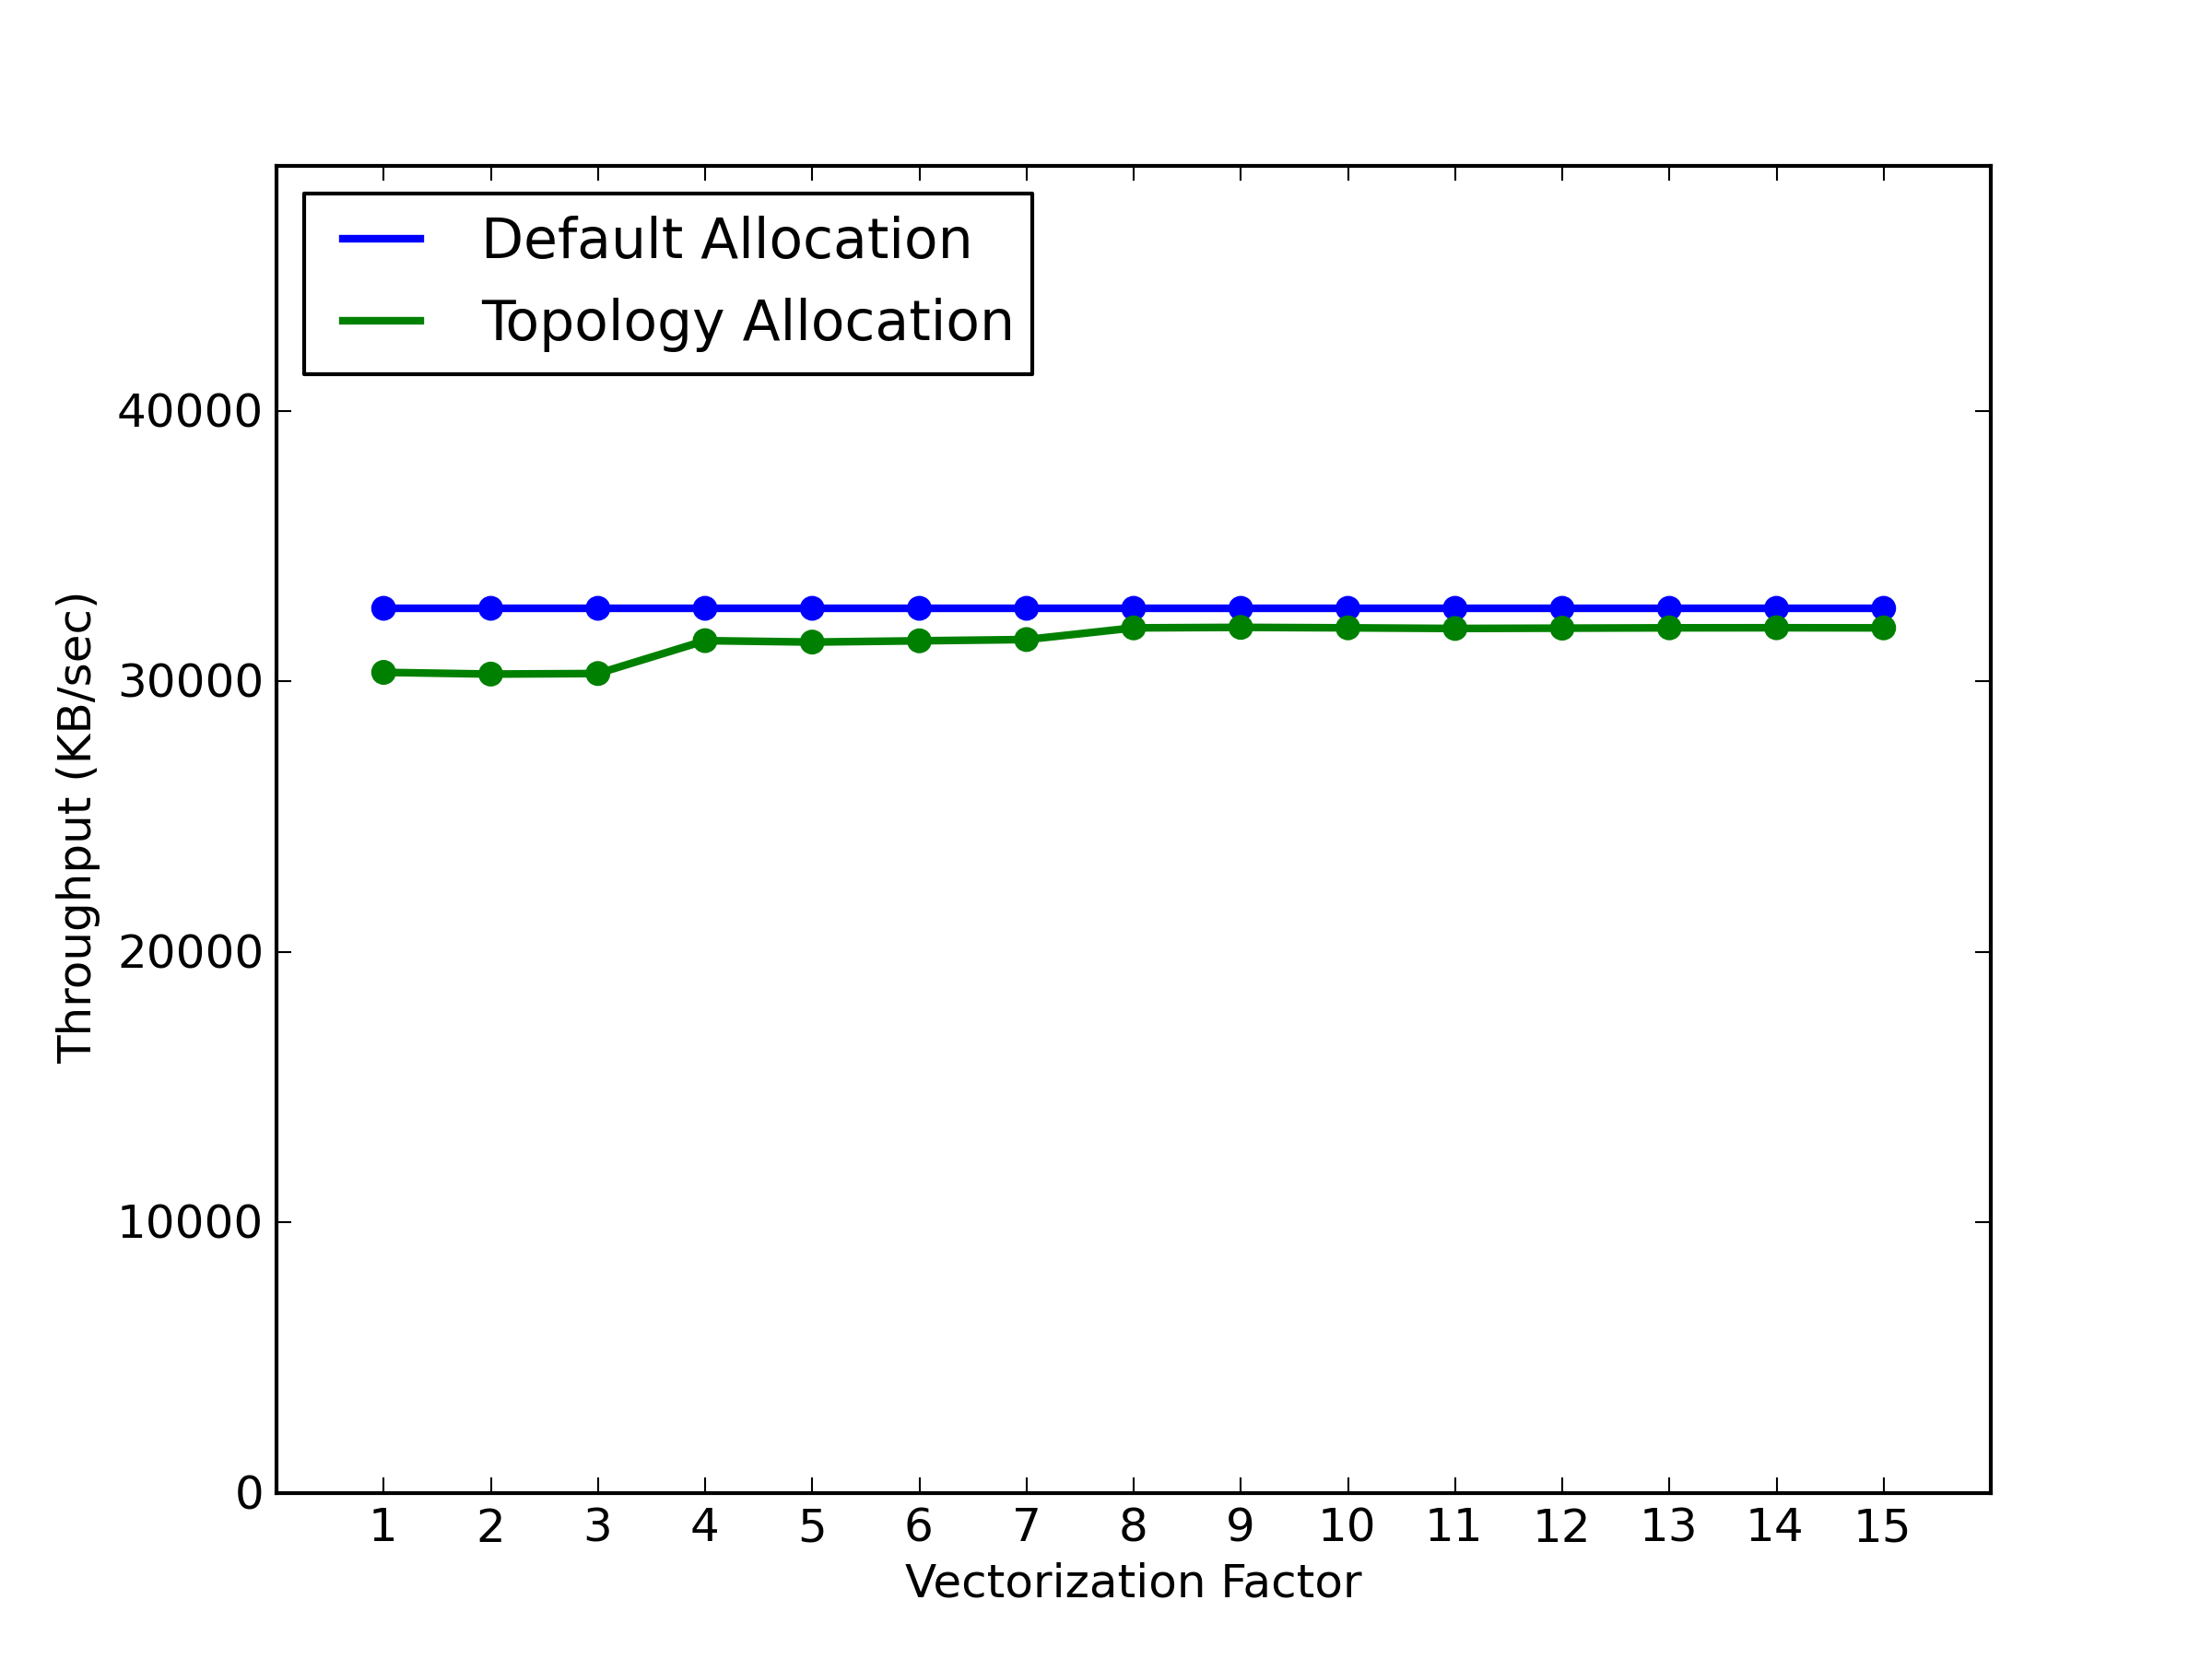 Default Allocation
Topology Allocation
40000
30000
20000
10000
0
Throughput (KB/sec)
1 2 3 4 5 6 7 8 9 10 11 12 13 14 15
Vectorization Factor